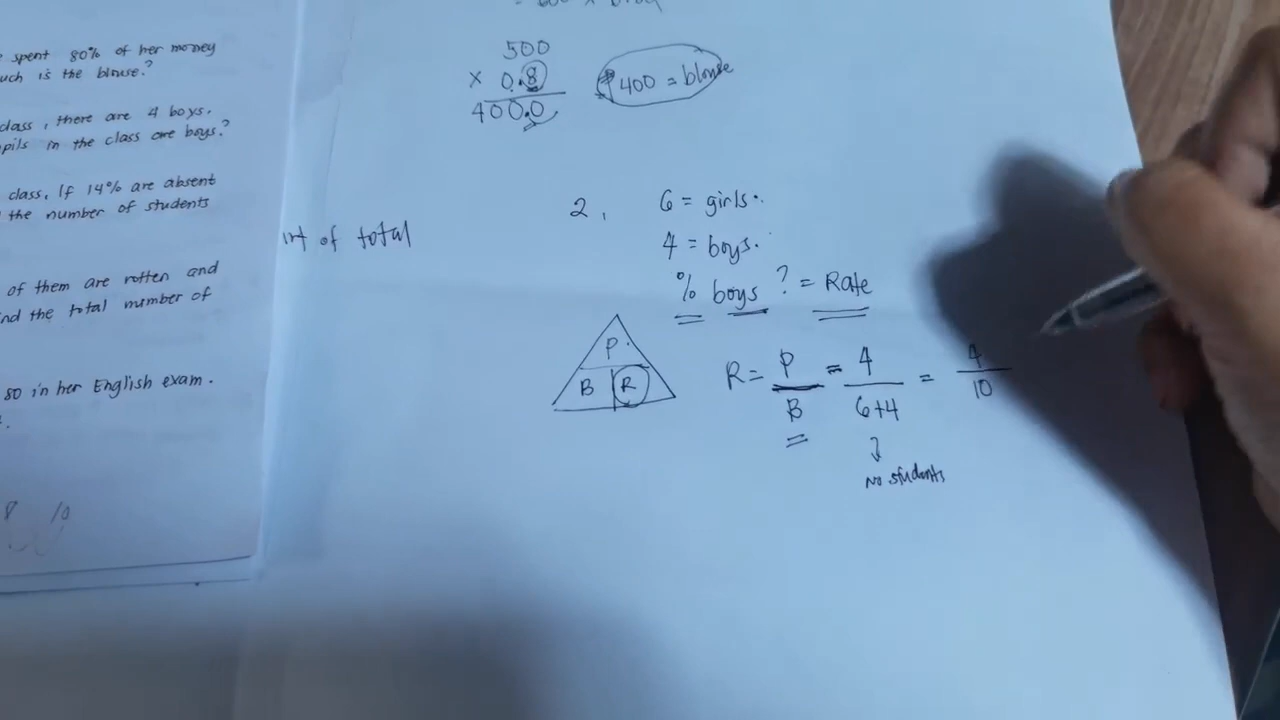 spent 80% of her money
uch is the blouse?
class, there are 4 boys.
pils in the class are boys?
class, If 14% are absent
the number of students
of them are rotten and
nd the total number of
80 in her English exam.
8 10
nt of total
500
× 0.8
400.0
₱400 = blouse
2.
6 = girls.
4 = boys.
% boys ? = Rate
P
B R
R = P/B = 4/6+4 = 4/10
No. students